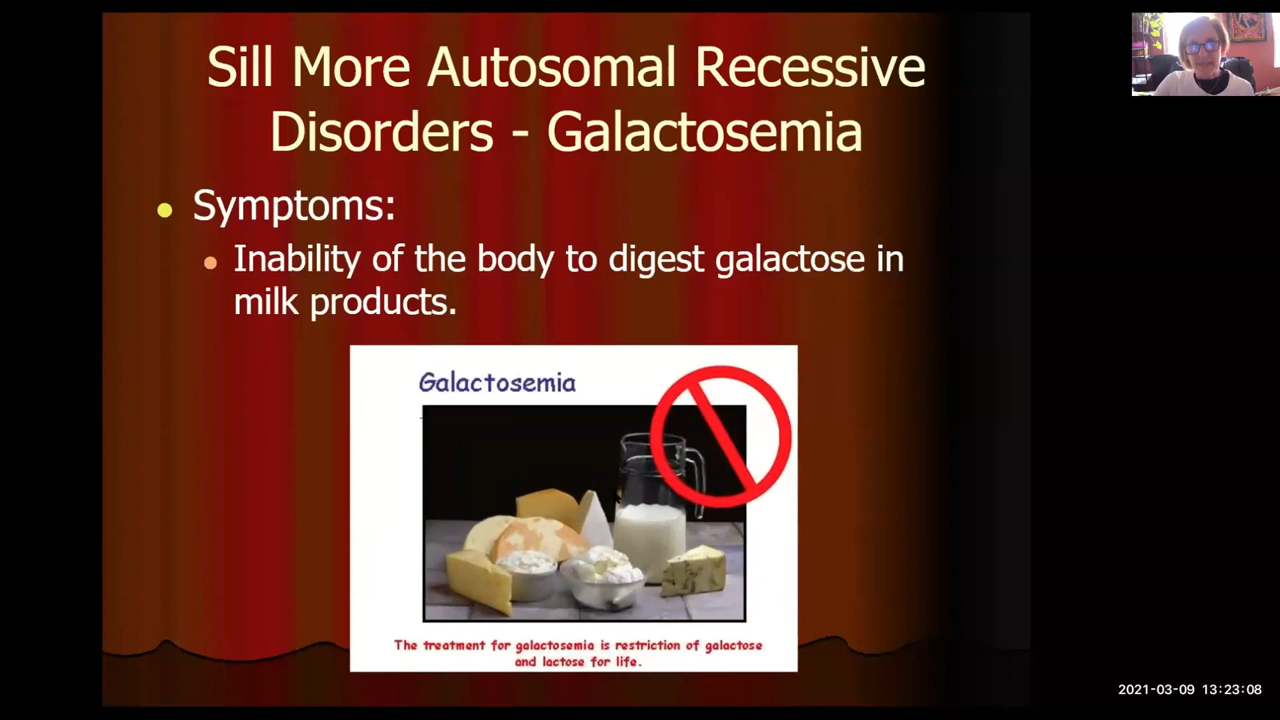 Sill More Autosomal Recessive
Disorders - Galactosemia
Symptoms:
Inability of the body to digest galactose in
milk products.
Galactosemia
The treatment for galactosemia is restriction of galactose
and lactose for life.
2021-03-09 13:23:08